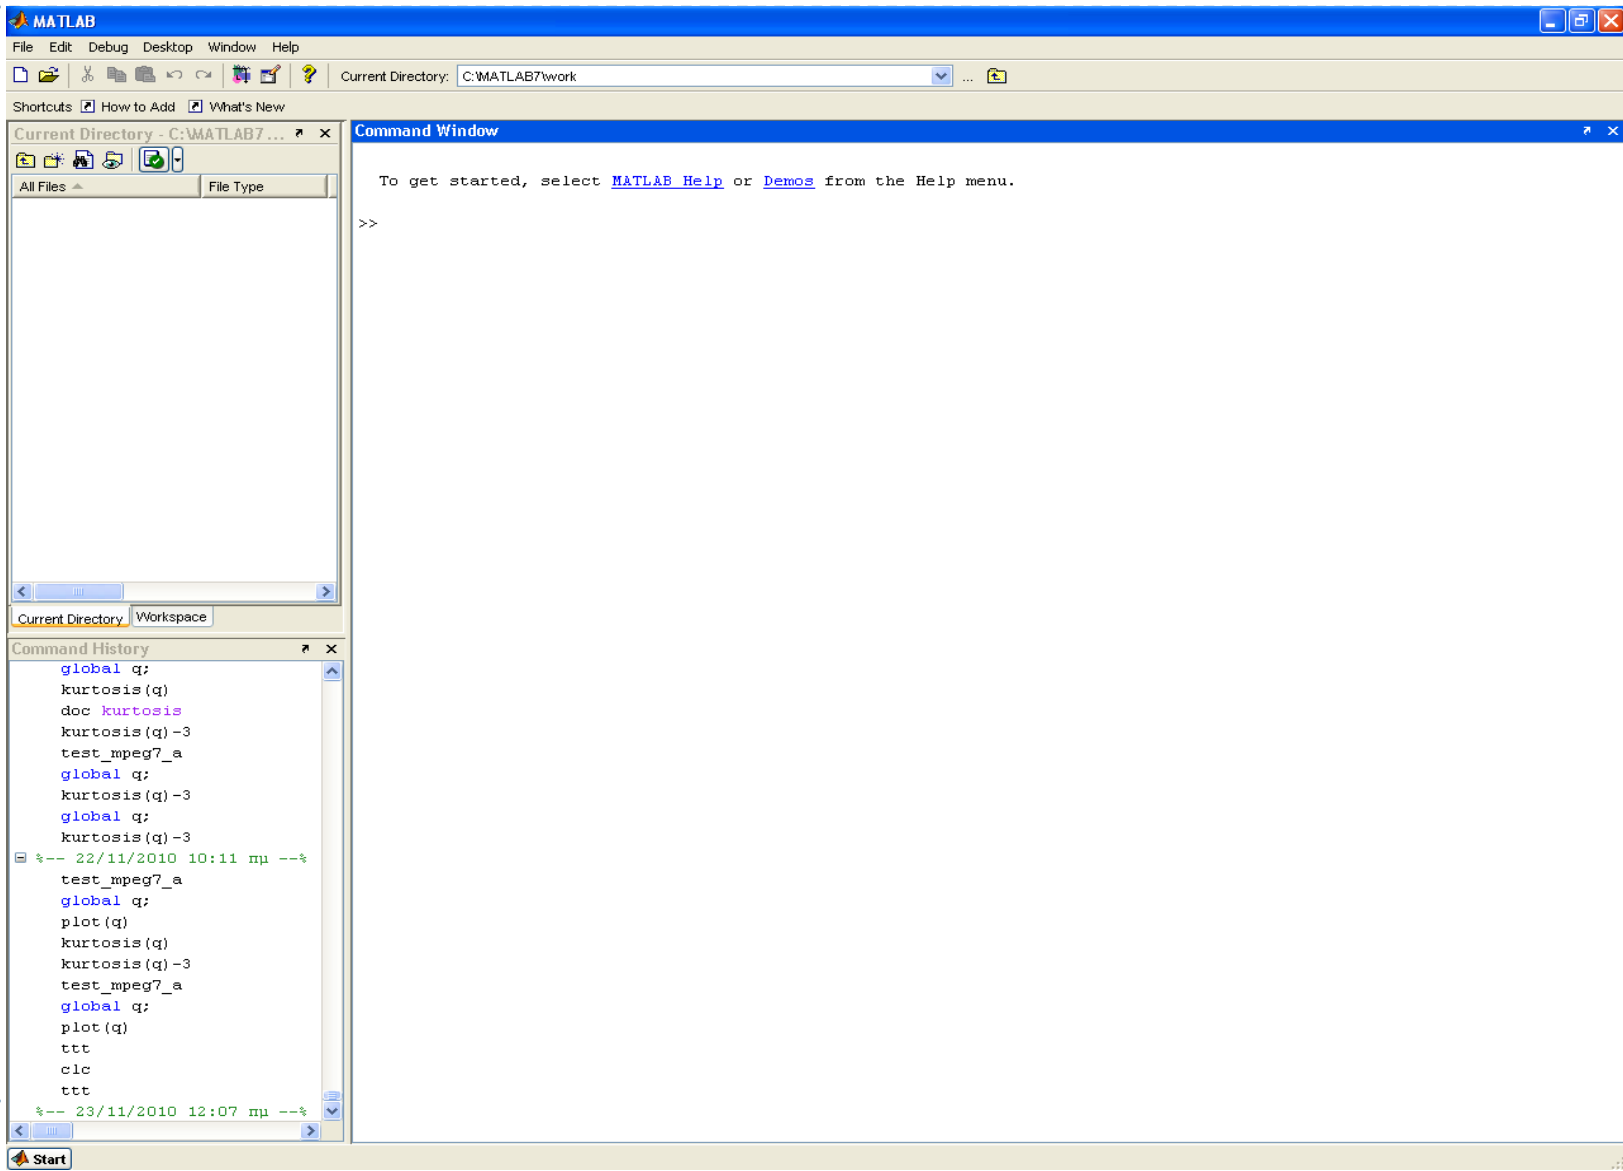 MATLAB
File Edit Debug Desktop Window Help
Current Directory: C:\MATLAB7\work ...
Shortcuts How to Add What's New
Current Directory - C:\MATLAB7 ...
All Files File Type
Current Directory Workspace
Command History
global q;
kurtosis(q)
doc kurtosis
kurtosis(q)-3
test_mpeg7_a
global q;
kurtosis(q)-3
global q;
kurtosis(q)-3
%-- 22/11/2010 10:11 πμ --%
test_mpeg7_a
global q;
plot(q)
kurtosis(q)
kurtosis(q)-3
test_mpeg7_a
global q;
plot(q)
ttt
clc
ttt
%-- 23/11/2010 12:07 πμ --%
Command Window
To get started, select MATLAB Help or Demos from the Help menu.
>>
Start